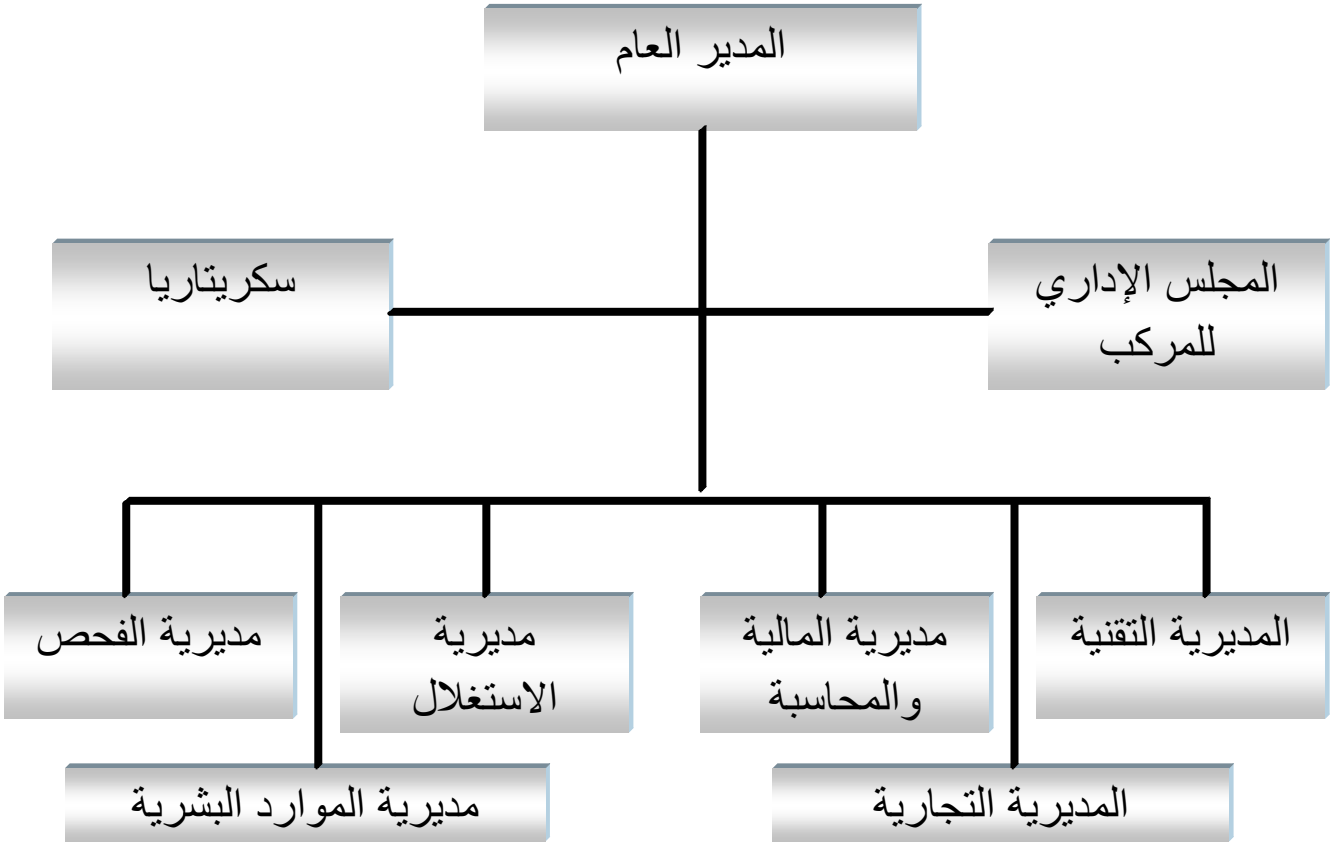 المدير العام
المجلس الإداري
للمركب
سكريتاريا
المديرية التقنية
مديرية المالية
والمحاسبة
مديرية
الاستغلال
مديرية الفحص
المديرية التجارية
مديرية الموارد البشرية